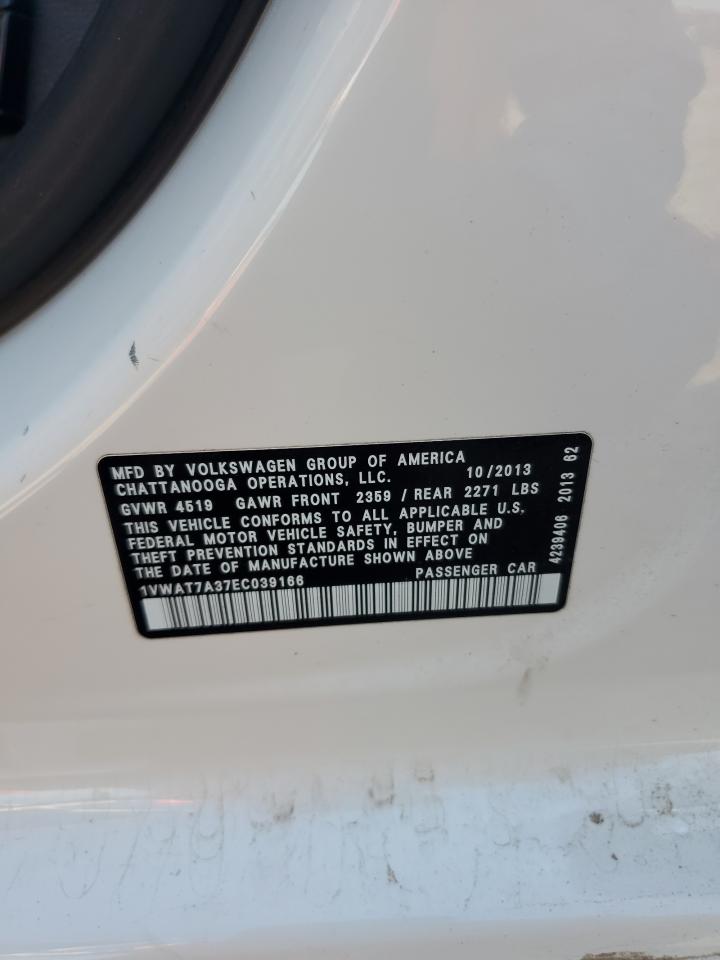 MFD BY VOLKSWAGEN GROUP OF AMERICA
CHATTANOOGA OPERATIONS, LLC. 10/2013
GVWR 4519 GAWR FRONT 2359 / REAR 2271 LBS
THIS VEHICLE CONFORMS TO ALL APPLICABLE U.S.
FEDERAL MOTOR VEHICLE SAFETY, BUMPER AND
THEFT PREVENTION STANDARDS IN EFFECT ON
THE DATE OF MANUFACTURE SHOWN ABOVE
1VWAT7A37EC039166 PASSENGER CAR
4239406 2013 62